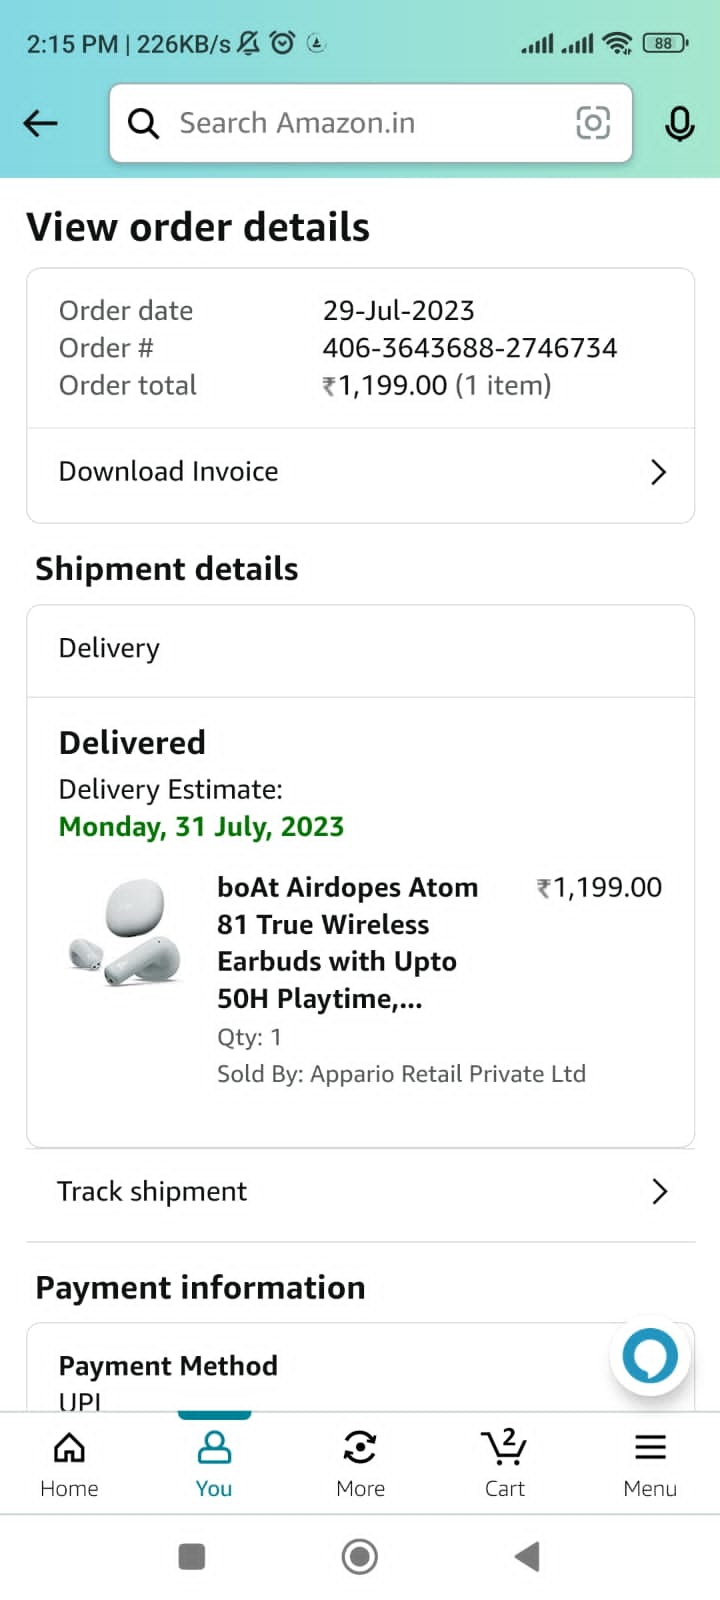 2:15 PM | 226KB/s 88
Search Amazon.in
View order details
Order date 29-Jul-2023
Order # 406-3643688-2746734
Order total ₹1,199.00 (1 item)
Download Invoice
Shipment details
Delivery
Delivered
Delivery Estimate:
Monday, 31 July, 2023
boAt Airdopes Atom ₹1,199.00
81 True Wireless
Earbuds with Upto
50H Playtime,...
Qty: 1
Sold By: Appario Retail Private Ltd
Track shipment
Payment information
Payment Method
UPI
2
Home You More Cart Menu